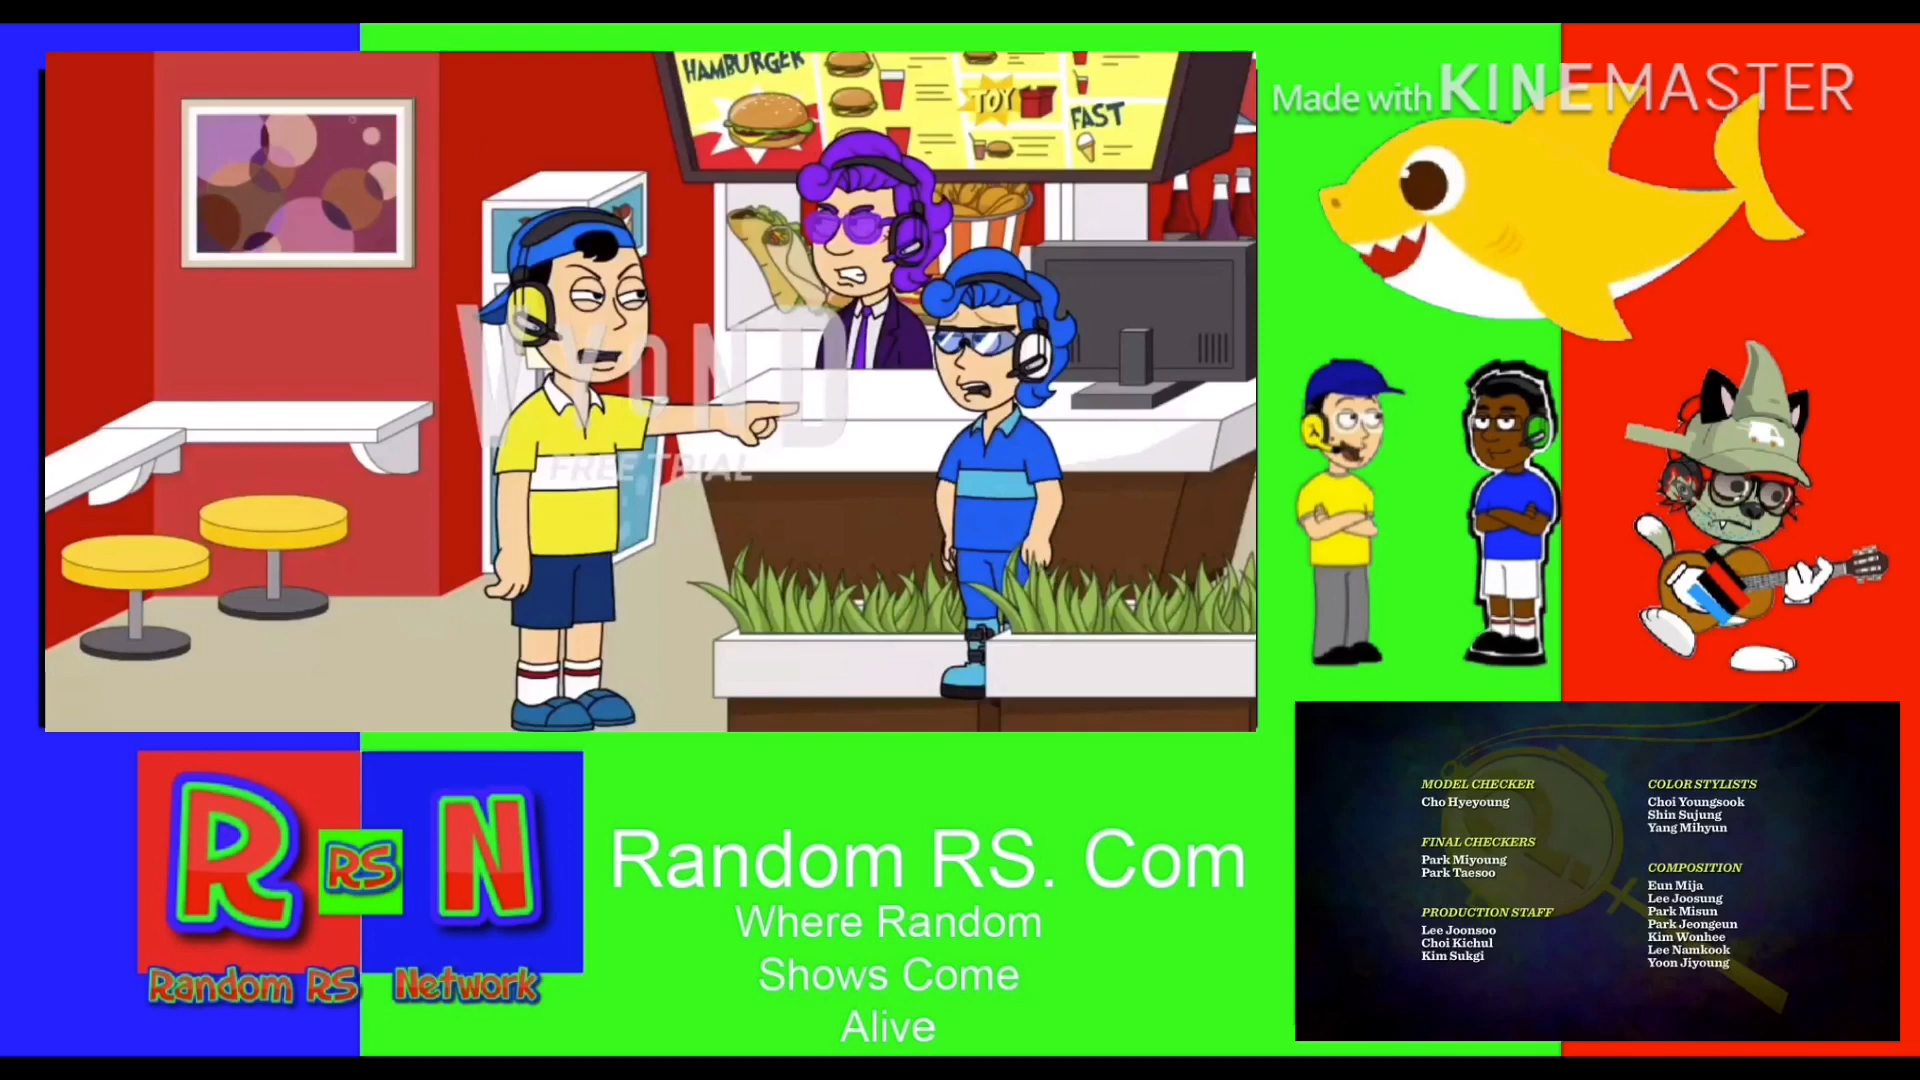 HAMBURGER
TOY
FAST
Made with KINEMASTER
VYOND
FREE TRIAL
R RS N
Random RS Network
Random RS. Com
Where Random
Shows Come
Alive
MODEL CHECKER
Cho Hyeyoung
FINAL CHECKERS
Park Miyoung
Park Taesoo
PRODUCTION STAFF
Lee Joonsoo
Choi Kichul
Kim Sukgi
COLOR STYLISTS
Choi Youngsook
Shin Sujung
Yang Mihyun
COMPOSITION
Eun Mija
Lee Joosung
Park Misun
Park Jeongeun
Kim Wonhee
Lee Namkook
Yoon Jiyoung